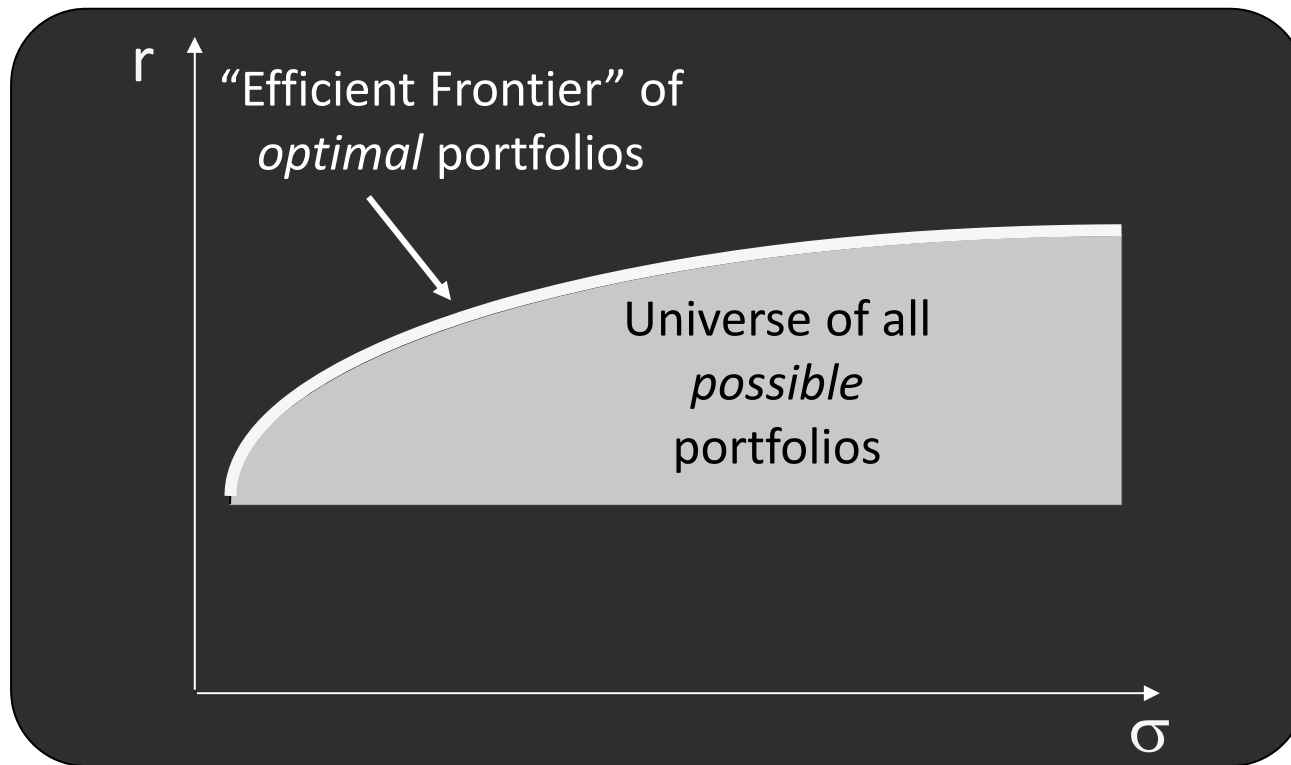 r
“Efficient Frontier” of
optimal portfolios
Universe of all
possible
portfolios
σ